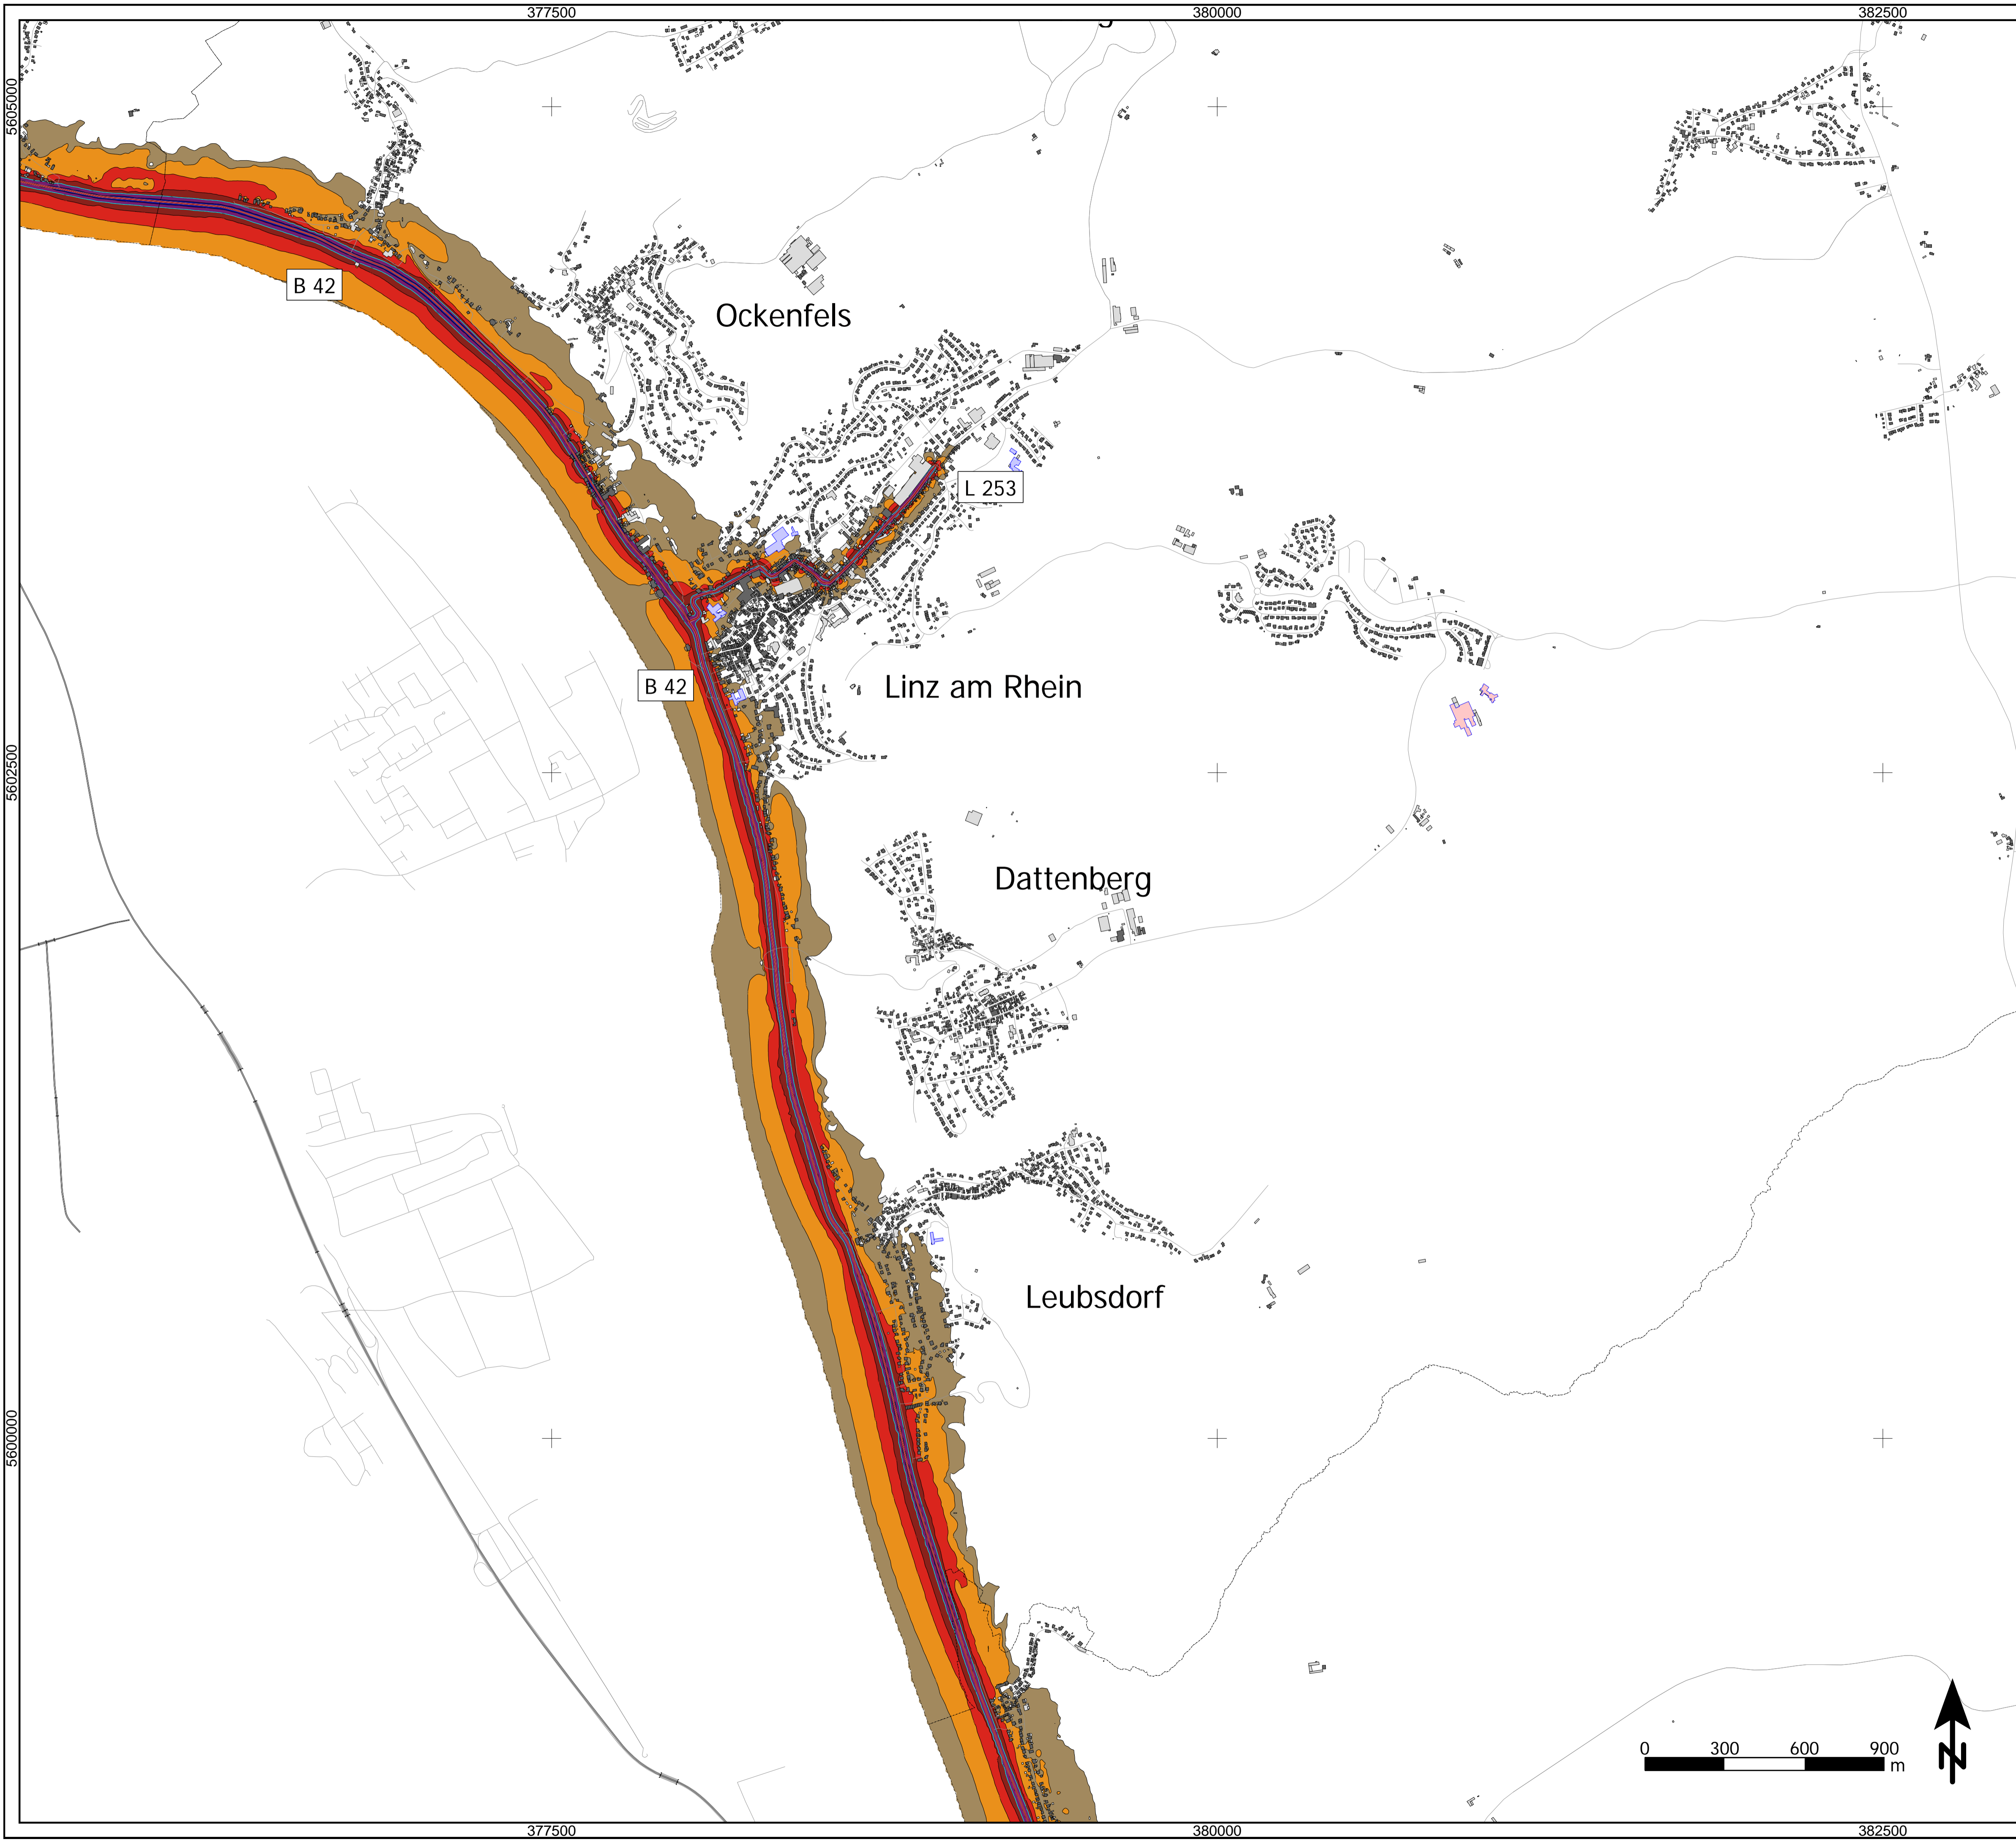 377500
380000
382500
5605000
B 42
Ockenfels
L 253
B 42
Linz am Rhein
5602500
Dattenberg
Leubsdorf
5600000
0 300 600 900
m
N
377500
380000
382500